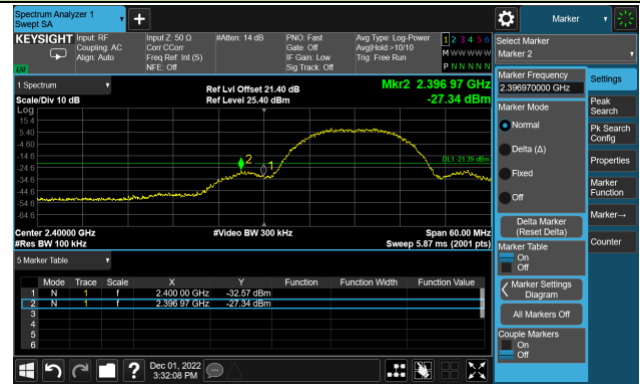 Spectrum Analyzer 1
Swept SA
Marker
KEYSIGHT
Input: RF
Coupling: AC
Align: Auto
Input Z: 50 Ω
Corr CCorr
Freq Ref: Int (S)
NFE: Off
#Atten: 14 dB
PNO: Fast
Gate: Off
IF Gain: Low
Sig Track: Off
Avg Type: Log-Power
Avg|Hold:>10/10
Trig: Free Run
1 2 3 4 5 6
M W W W W W
P N N N N N
LXI
Select Marker
Marker 2
1 Spectrum
Scale/Div 10 dB
Log
Ref Lvl Offset 21.40 dB
Ref Level 25.40 dBm
Mkr2 2.396 97 GHz
-27.34 dBm
15.4
5.40
-4.60
-14.6
-24.6
-34.6
-44.6
-54.6
-64.6
2
1
DL1 -21.39 dBm
Center 2.40000 GHz
#Res BW 100 kHz
#Video BW 300 kHz
Span 60.00 MHz
Sweep 5.87 ms (2001 pts)
5 Marker Table
Mode Trace Scale X Y Function Function Width Function Value
1 N 1 f 2.400 00 GHz -32.57 dBm
2 N 1 f 2.396 97 GHz -27.34 dBm
3
4
5
6
Marker Frequency
2.396970000 GHz
Marker Mode
Normal
Delta (Δ)
Fixed
Off
Delta Marker
(Reset Delta)
Marker Table
On
Off
Marker Settings
Diagram
All Markers Off
Couple Markers
On
Off
Settings
Peak
Search
Pk Search
Config
Properties
Marker
Function
Marker→
Counter
Dec 01, 2022
3:32:08 PM